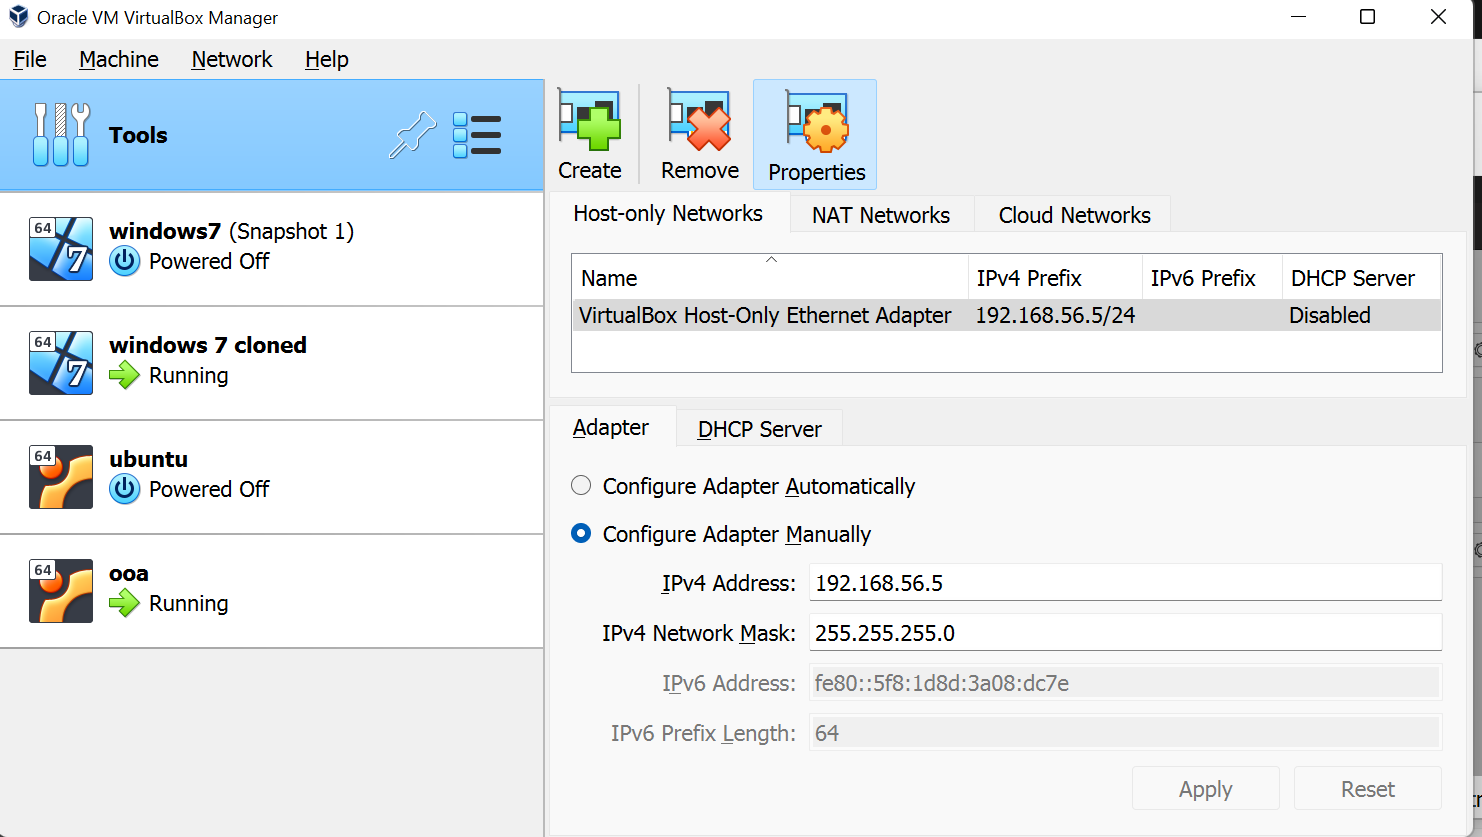 Oracle VM VirtualBox Manager
File Machine Network Help
Tools
64
windows7 (Snapshot 1)
Powered Off
64
windows 7 cloned
Running
64
ubuntu
Powered Off
64
ooa
Running
Create Remove Properties
Host-only Networks NAT Networks Cloud Networks
Name IPv4 Prefix IPv6 Prefix DHCP Server
VirtualBox Host-Only Ethernet Adapter 192.168.56.5/24 Disabled
Adapter DHCP Server
Configure Adapter Automatically
Configure Adapter Manually
IPv4 Address: 192.168.56.5
IPv4 Network Mask: 255.255.255.0
IPv6 Address: fe80::5f8:1d8d:3a08:dc7e
IPv6 Prefix Length: 64
Apply Reset